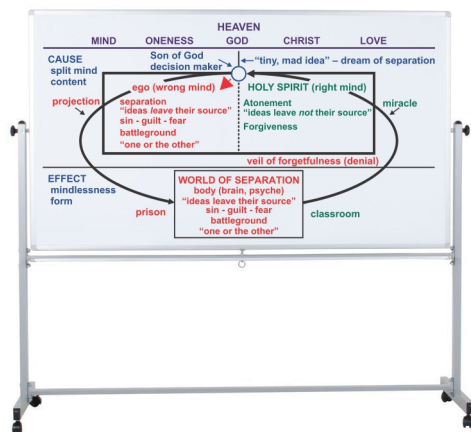 HEAVEN
MIND ONENESS GOD CHRIST LOVE
CAUSE
split mind
content
Son of God
decision maker
“tiny, mad idea” – dream of separation
ego (wrong mind)
HOLY SPIRIT (right mind)
projection
miracle
separation
“ideas leave their source”
sin - guilt - fear
battleground
“one or the other”
Atonement
“ideas leave not their source”
Forgiveness
veil of forgetfulness (denial)
EFFECT
mindlessness
form
prison
WORLD OF SEPARATION
body (brain, psyche)
“ideas leave their source”
sin - guilt - fear
battleground
“one or the other”
classroom